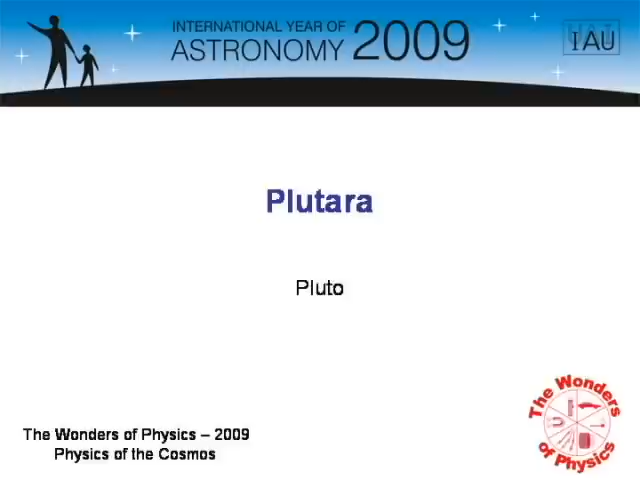 INTERNATIONAL YEAR OF
ASTRONOMY 2009
IAU
Plutara
Pluto
The Wonders of Physics – 2009
Physics of the Cosmos
The Wonders
of Physics